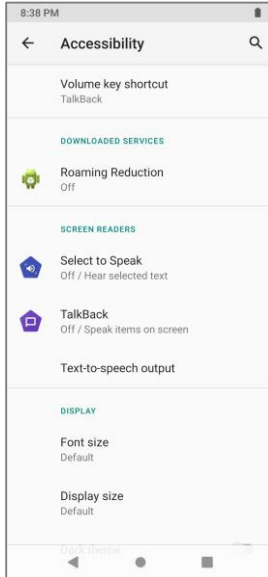 8:38 PM
Accessibility
Volume key shortcut
TalkBack
DOWNLOADED SERVICES
Roaming Reduction
Off
SCREEN READERS
Select to Speak
Off / Hear selected text
TalkBack
Off / Speak items on screen
Text-to-speech output
DISPLAY
Font size
Default
Display size
Default
Dark theme